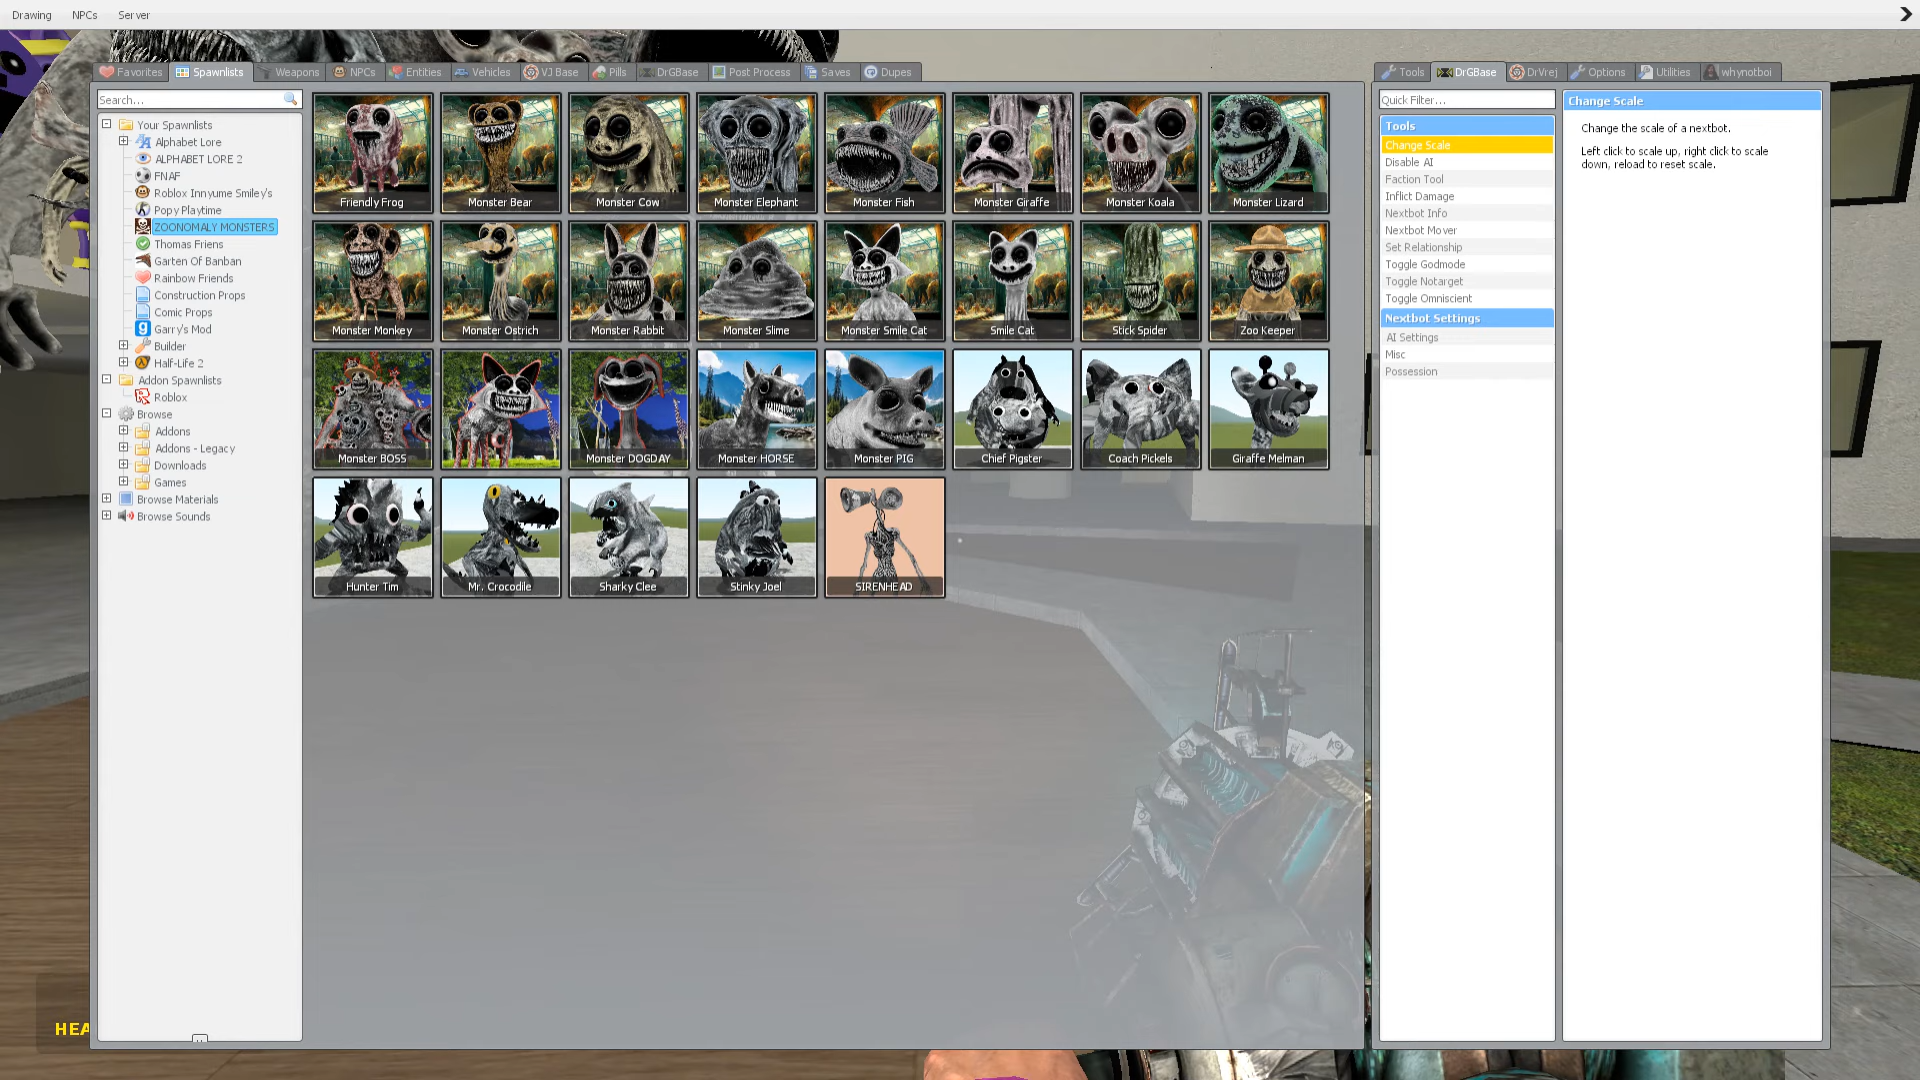 Drawing NPCs Server
Favorites Spawnlists Weapons NPCs Entities Vehicles VJ Base Pills DrGBase Post Process Saves Dupes
Search...
Your Spawnlists
Alphabet Lore
ALPHABET LORE 2
FNAF
Roblox Innyume Smiley's
Popy Playtime
ZOONOMALY MONSTERS
Thomas Friens
Garten Of Banban
Rainbow Friends
Construction Props
Comic Props
Garry's Mod
Builder
Half-Life 2
Addon Spawnlists
Roblox
Browse
Addons
Addons - Legacy
Downloads
Games
Browse Materials
Browse Sounds
Friendly Frog Monster Bear Monster Cow Monster Elephant Monster Fish Monster Giraffe Monster Koala Monster Lizard
Monster Monkey Monster Ostrich Monster Rabbit Monster Slime Monster Smile Cat Smile Cat Stick Spider Zoo Keeper
Monster BOSS Monster DOGDAY Monster HORSE Monster PIG Chief Pigster Coach Pickels Giraffe Melman
Hunter Tim Mr. Crocodile Sharky Clee Stinky Joel SIRENHEAD
Tools DrGBase DrVrej Options Utilities whynotboi
Quick Filter...
Tools
Change Scale
Disable AI
Faction Tool
Inflict Damage
Nextbot Info
Nextbot Mover
Set Relationship
Toggle Godmode
Toggle Notarget
Toggle Omniscient
Nextbot Settings
AI Settings
Misc
Possession
Change Scale
Change the scale of a nextbot.
Left click to scale up, right click to scale
down, reload to reset scale.
HEA